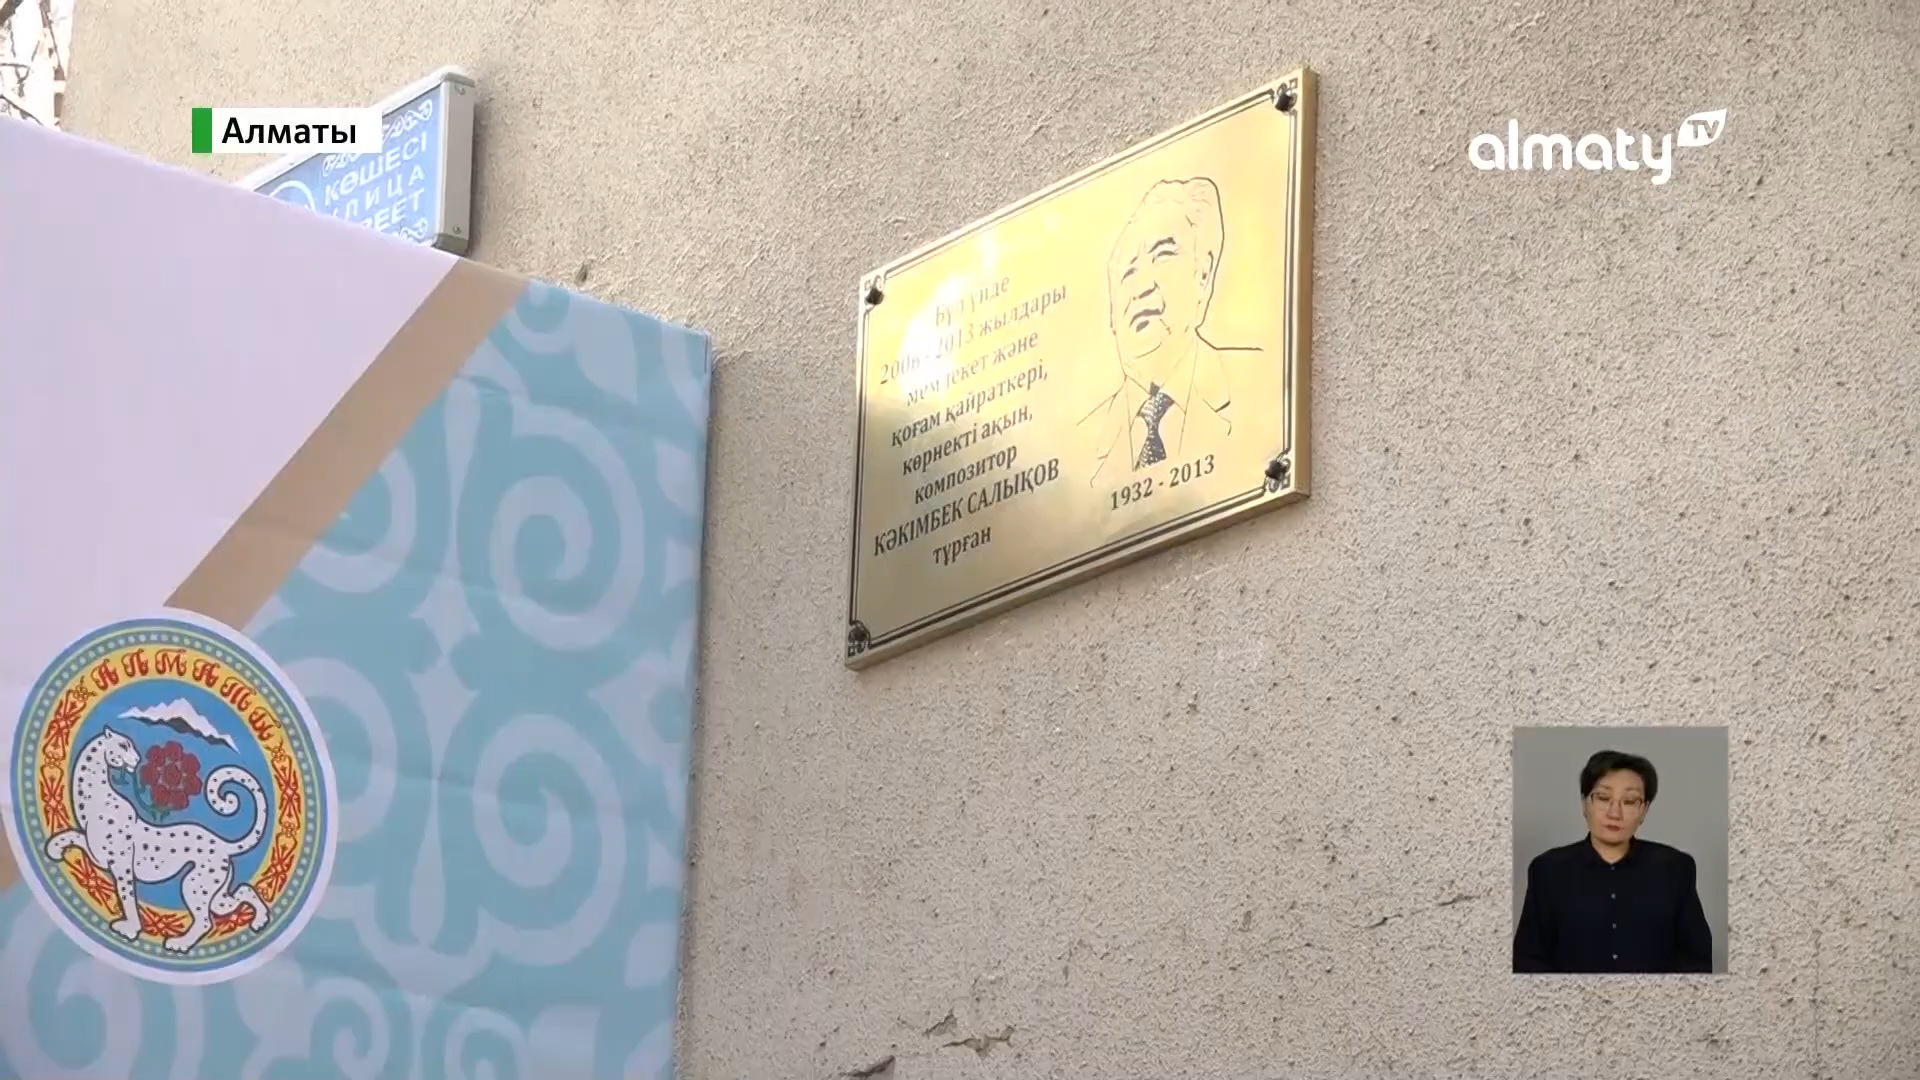 Алматы
almaty TV
КӨШЕСІ
УЛИЦА
Бұл үйде
2006 - 2013 жылдары
мемлекет және
қоғам қайраткері,
көрнекті ақын,
композитор
КӘКІМБЕК САЛЫҚОВ
тұрған
1932 - 2013
АЛМАТЫ